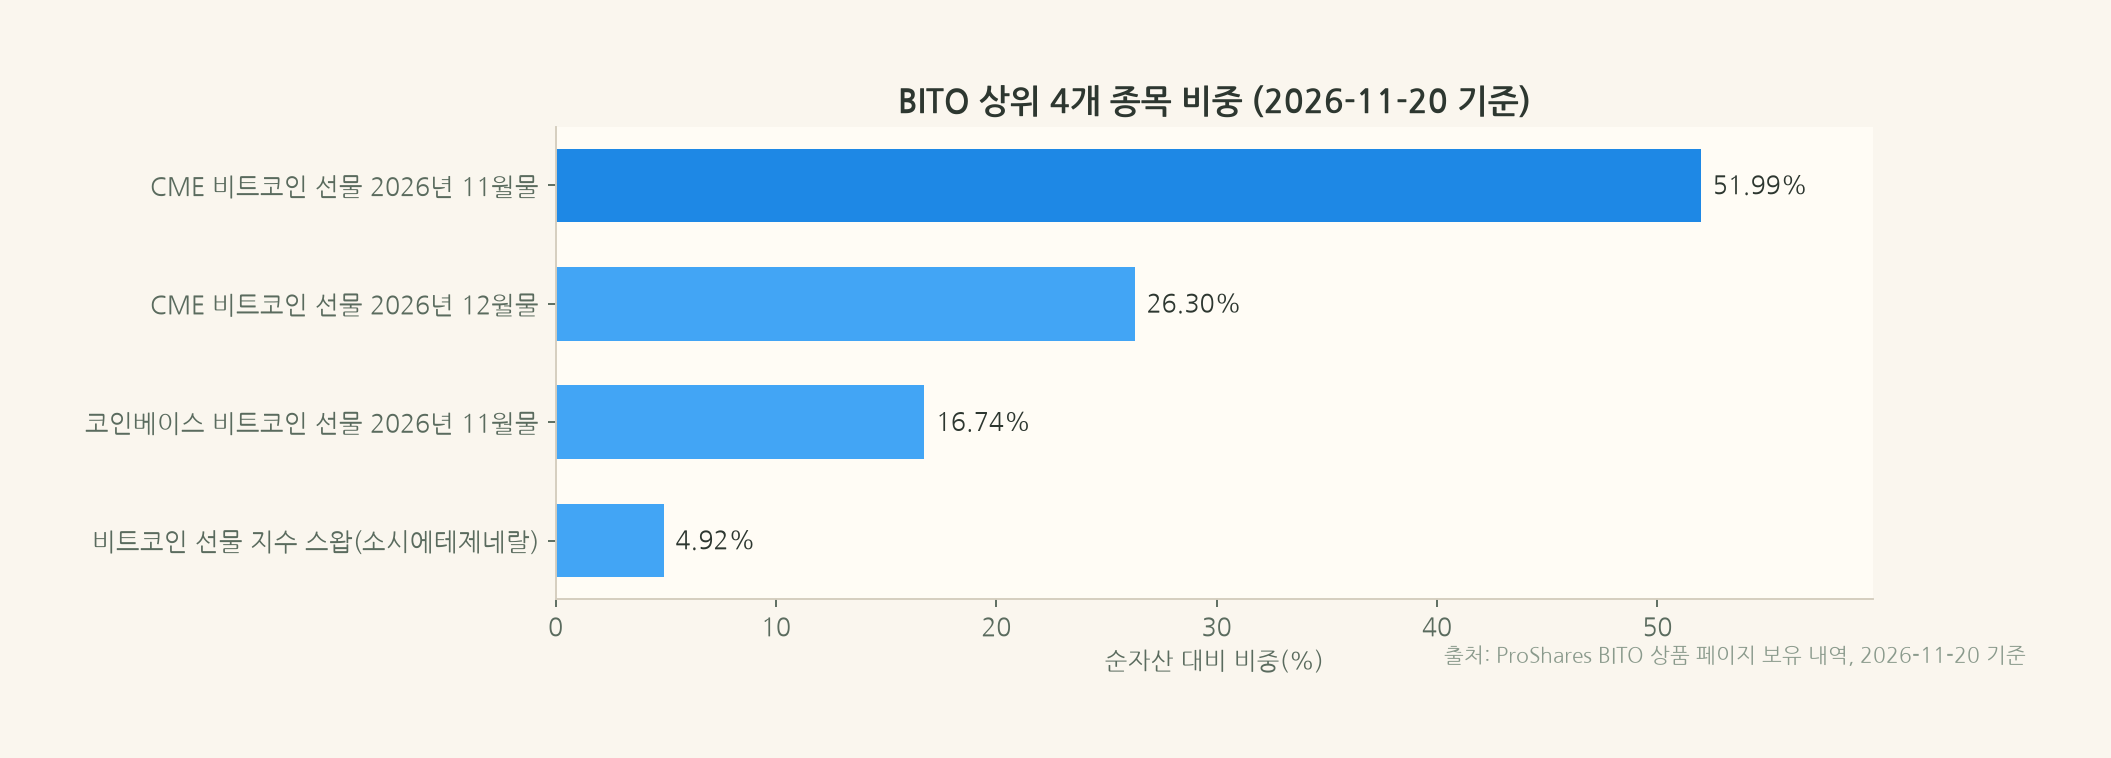 BITO 상위 4개 종목 비중 (2026-11-20 기준)
CME 비트코인 선물 2026년 11월물
51.99%
CME 비트코인 선물 2026년 12월물
26.30%
코인베이스 비트코인 선물 2026년 11월물
16.74%
비트코인 선물 지수 스왑(소시에테제네랄)
4.92%
0 10 20 30 40 50
순자산 대비 비중(%)
출처: ProShares BITO 상품 페이지 보유 내역, 2026-11-20 기준